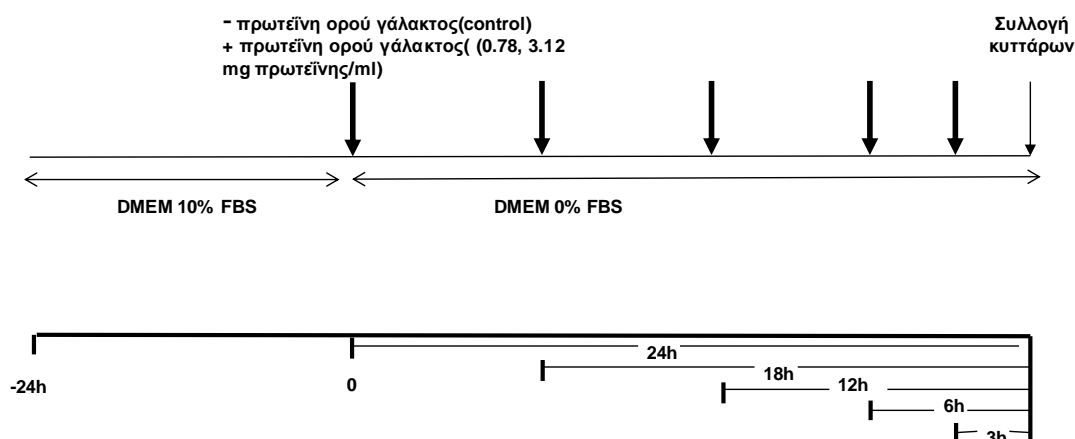 - πρωτεΐνη ορού γάλακτος(control)
+ πρωτεΐνη ορού γάλακτος( (0.78, 3.12
mg πρωτεΐνης/ml)
Συλλογή
κυττάρων
DMEM 10% FBS
DMEM 0% FBS
24h
-24h
0
18h
12h
6h
3h